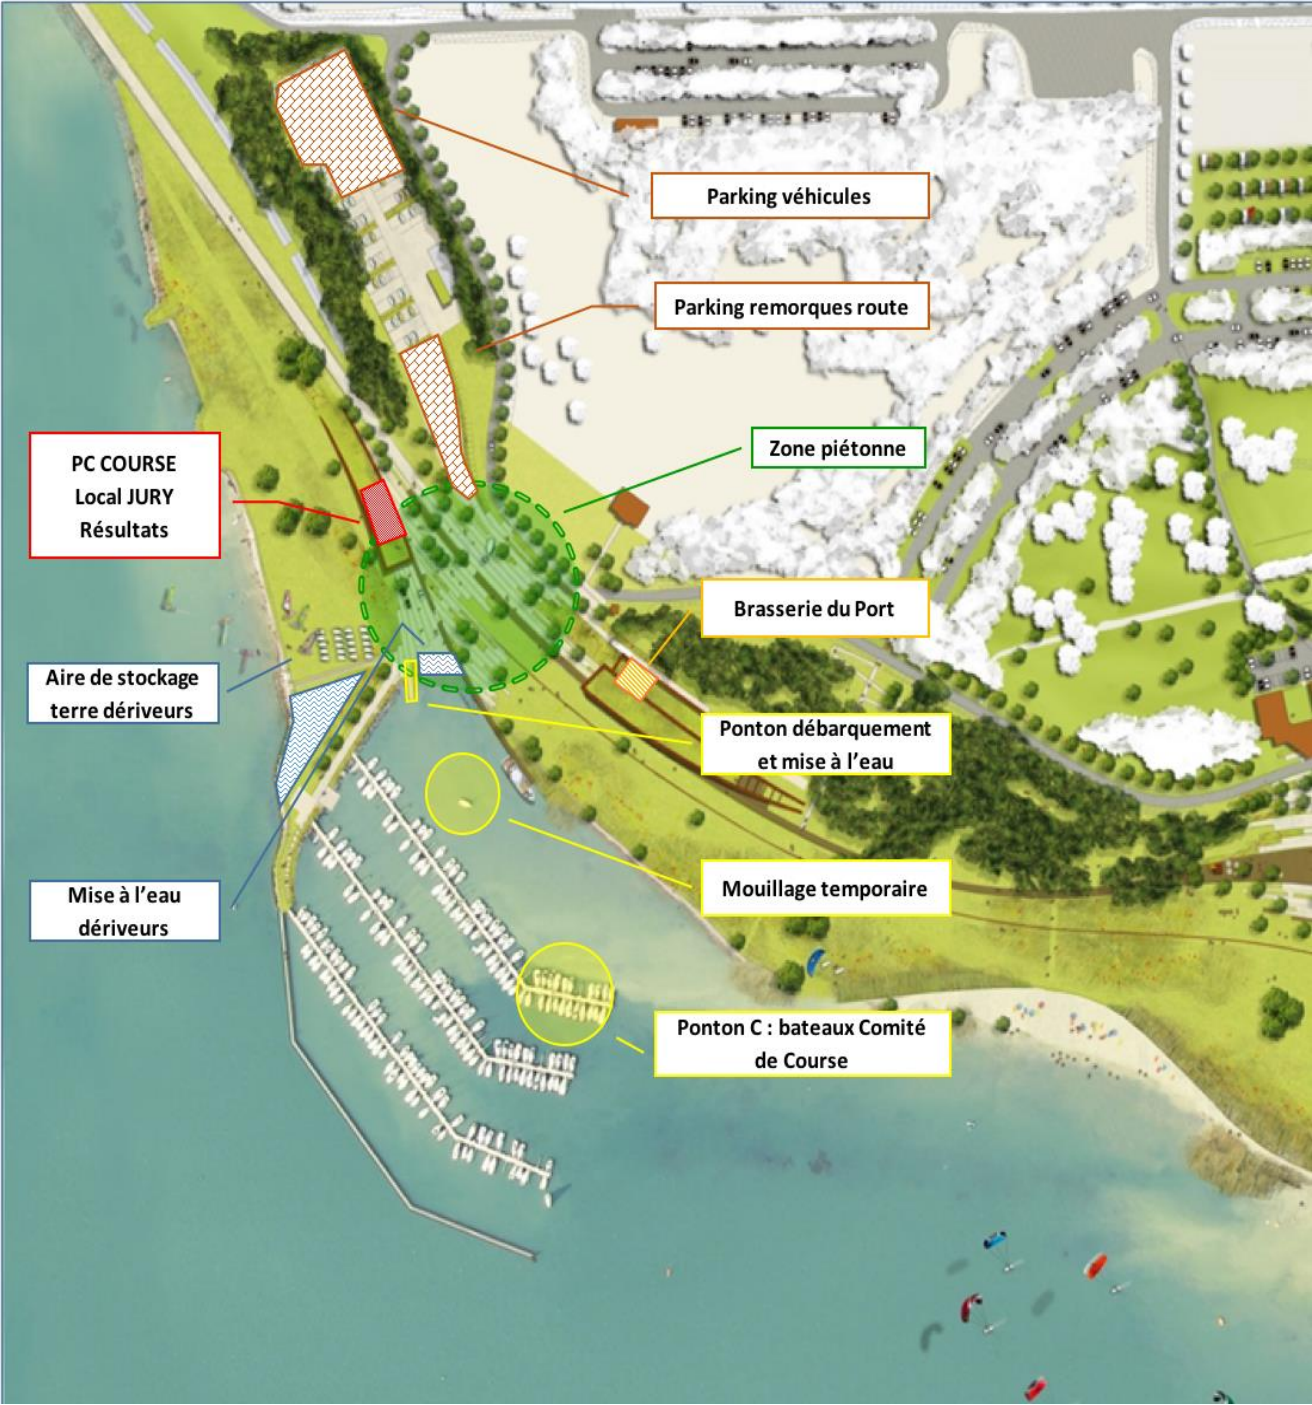 Parking véhicules
Parking remorques route
Zone piétonne
PC COURSE
Local JURY
Résultats
Brasserie du Port
Aire de stockage
terre dériveurs
Ponton débarquement
et mise à l’eau
Mise à l’eau
dériveurs
Mouillage temporaire
Ponton C : bateaux Comité
de Course